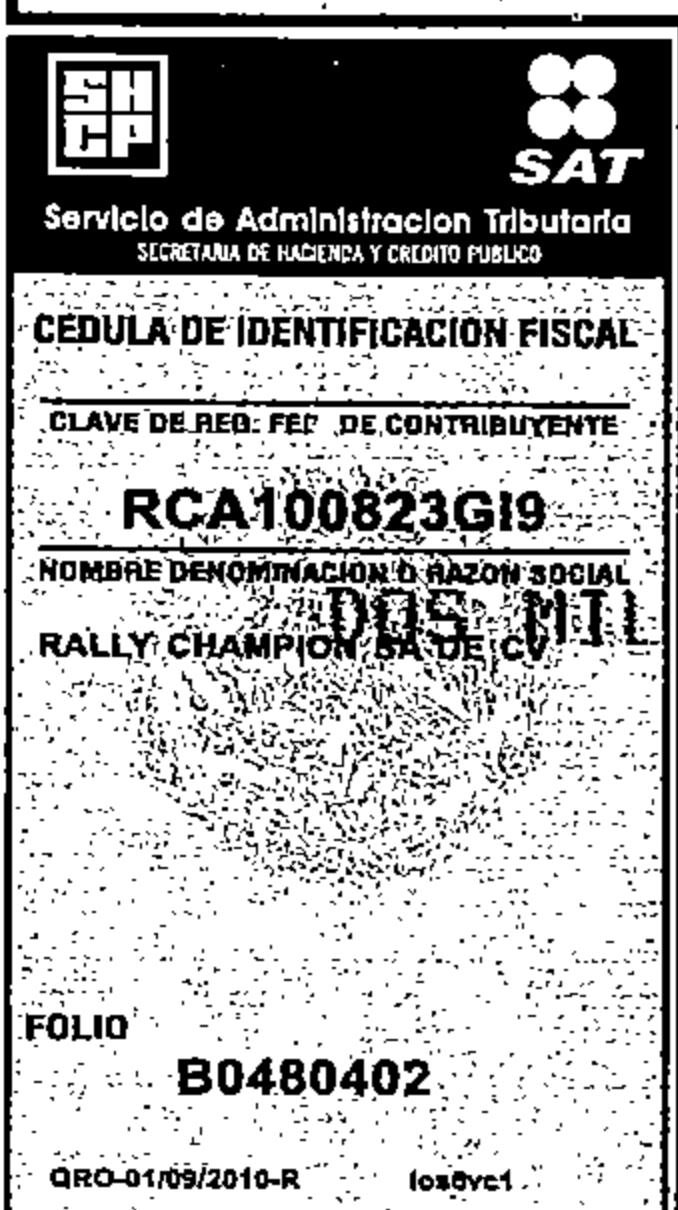 SH
CP
SAT
Servicio de Administracion Tributaria
SECRETARIA DE HACIENDA Y CREDITO PUBLICO
CEDULA DE IDENTIFICACION FISCAL
CLAVE DE REG. FED DE CONTRIBUYENTE
RCA100823GI9
NOMBRE DENOMINACION O RAZON SOCIAL
DOS MIL
RALLY CHAMPION SA DE CV
FOLIO
B0480402
QRO-01/09/2010-R